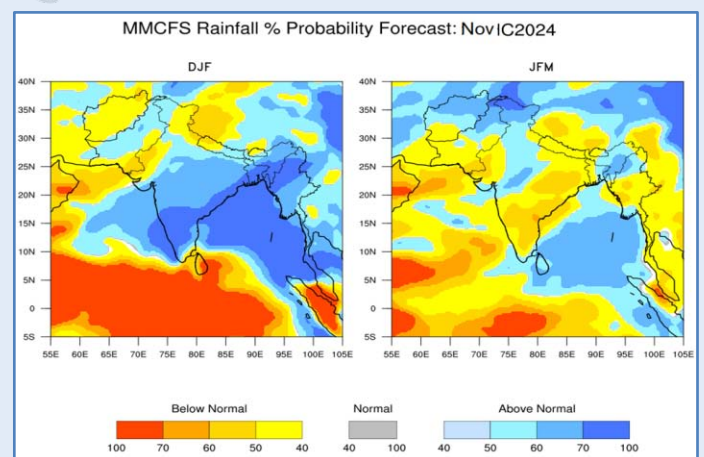 MMCFS Rainfall % Probability Forecast: NovIC2024
DJF
JFM
40N
35N
30N
25N
20N
15N
10N
5N
0
5S
55E 60E 65E 70E 75E 80E 85E 90E 95E 100E 105E
40N
35N
30N
25N
20N
15N
10N
5N
0
5S
55E 60E 65E 70E 75E 80E 85E 90E 95E 100E 105E
Below Normal Normal Above Normal
100 70 60 50 40 40 100 40 50 60 70 100